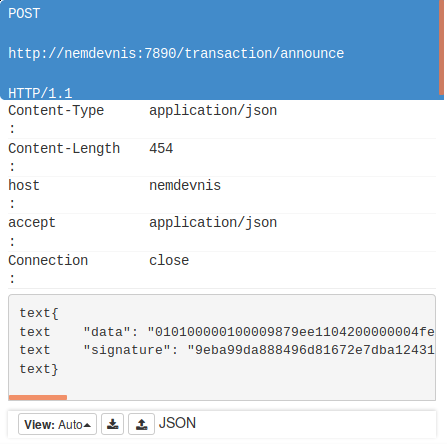 POST
http://nemdevnis:7890/transaction/announce
HTTP/1.1
Content-Type application/json
:
Content-Length 454
:
host nemdevnis
:
accept application/json
:
Connection close
:
text{
text "data": "010100000100009879ee1104200000004fe
text "signature": "9eba99da888496d81672e7dba12431
text}
View: Auto JSON